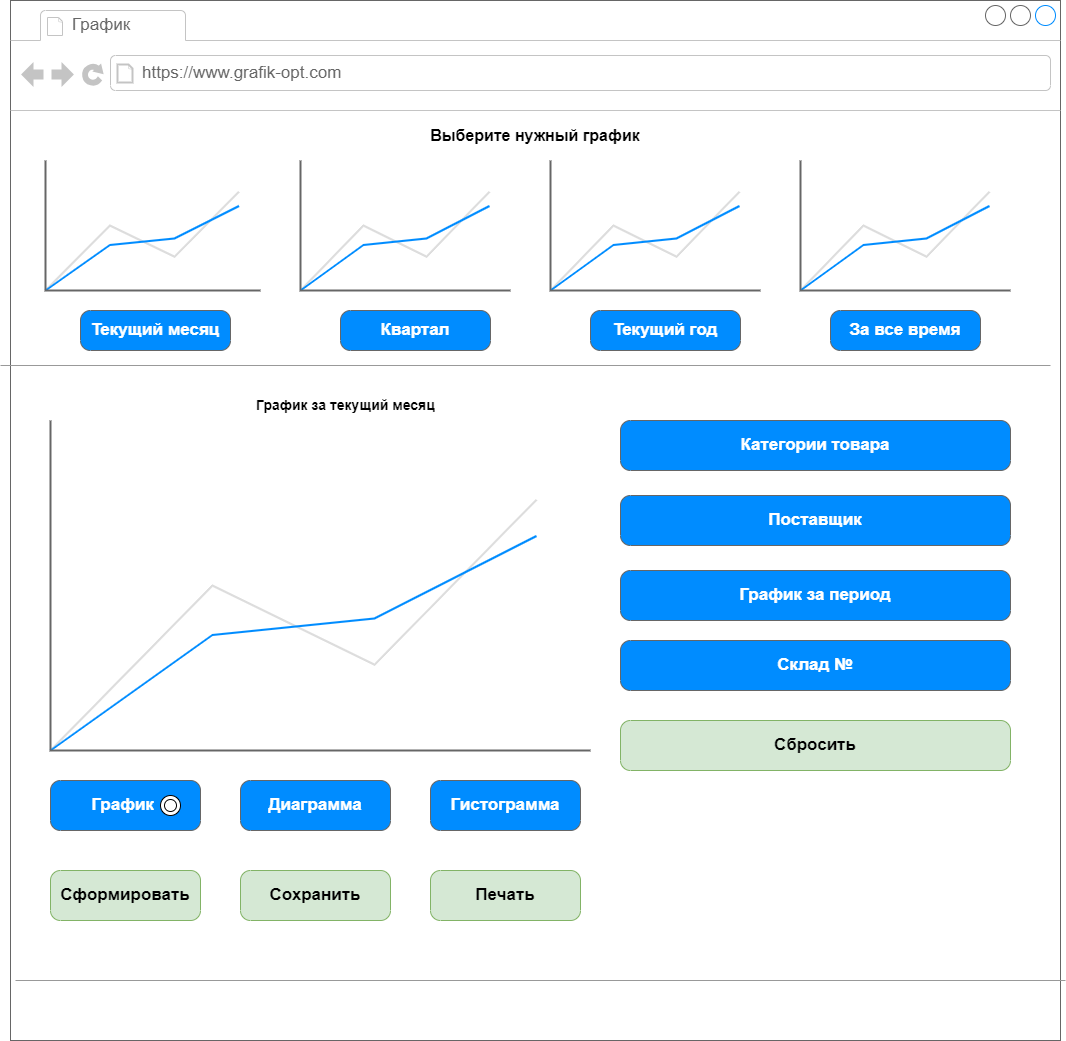 График
https://www.grafik-opt.com
Выберите нужный график
Текущий месяц
Квартал
Текущий год
За все время
График за текущий месяц
Категории товара
Поставщик
График за период
Склад №
Сбросить
График
Диаграмма
Гистограмма
Сформировать
Сохранить
Печать